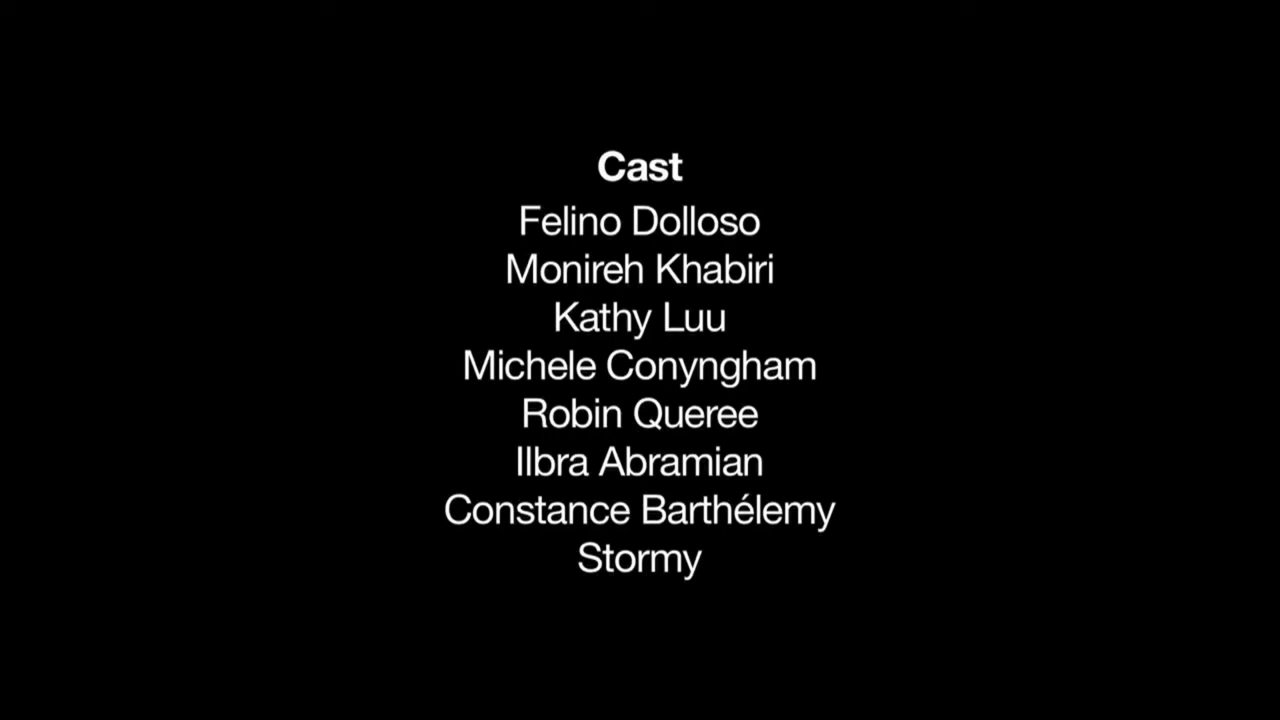 Cast
Felino Dolloso
Monireh Khabiri
Kathy Luu
Michele Conyngham
Robin Queree
Ilbra Abramian
Constance Barthélemy
Stormy